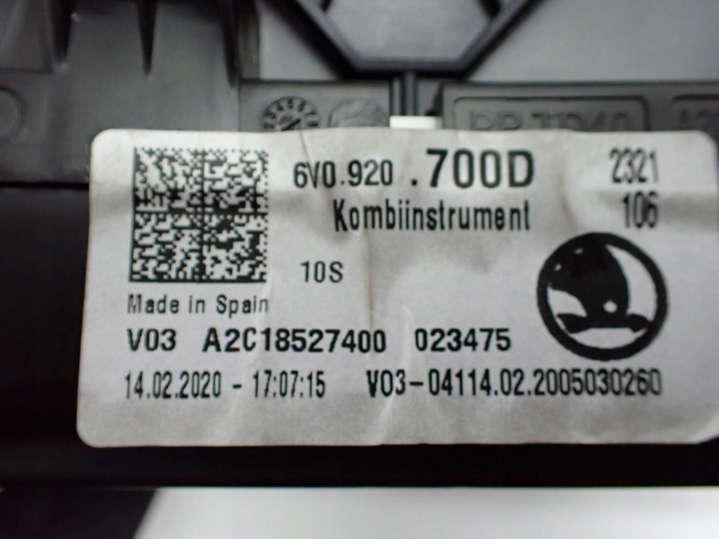 6V0.920 .700D 2321
Kombiinstrument 106
10S
Made in Spain
V03 A2C18527400 023475
14.02.2020 - 17:07:15 V03-04114.02.2005030260